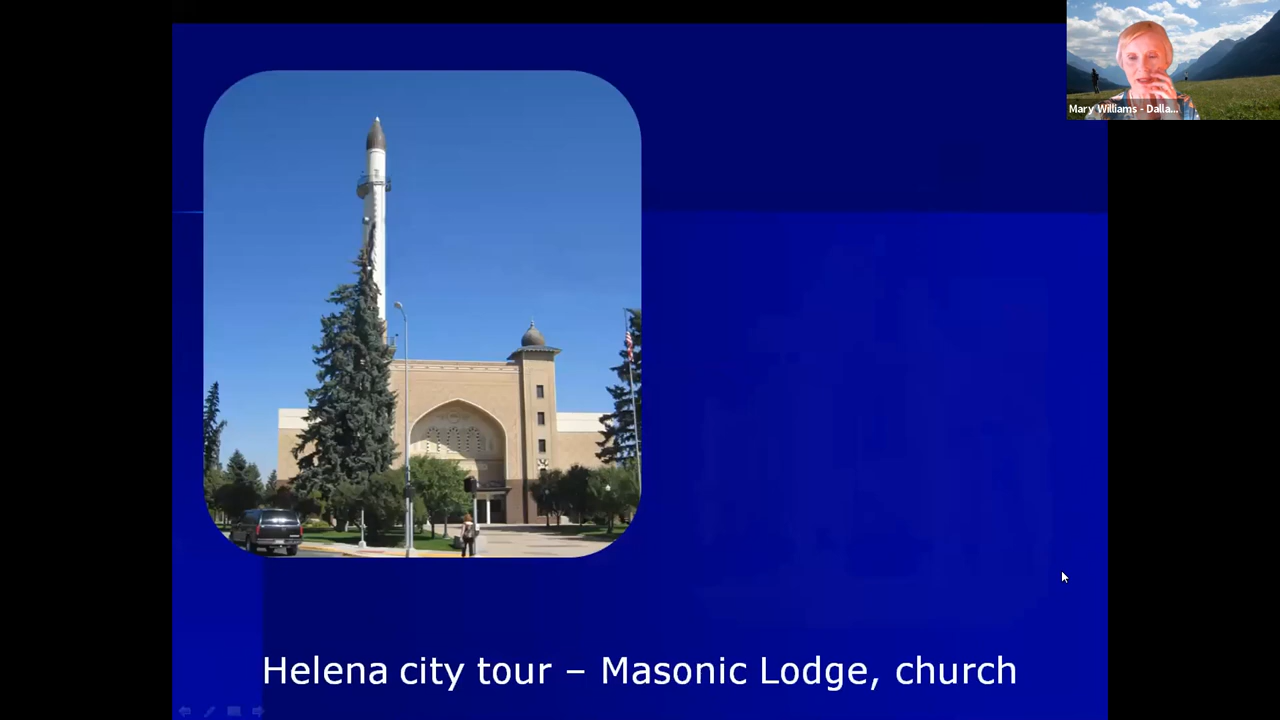 Mary Williams - Dalla...
Helena city tour – Masonic Lodge, church